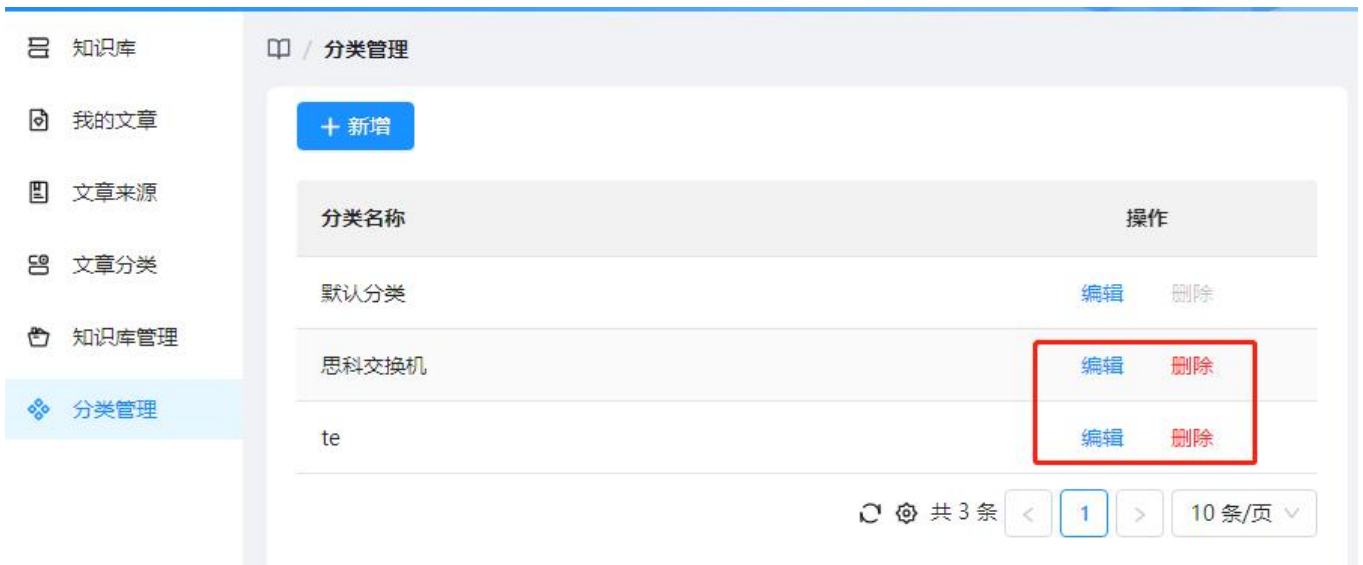 知识库
我的文章
文章来源
文章分类
知识库管理
分类管理
/ 分类管理
+ 新增
分类名称 操作
默认分类 编辑 删除
思科交换机 编辑 删除
te 编辑 删除
共 3 条 < 1 > 10 条/页